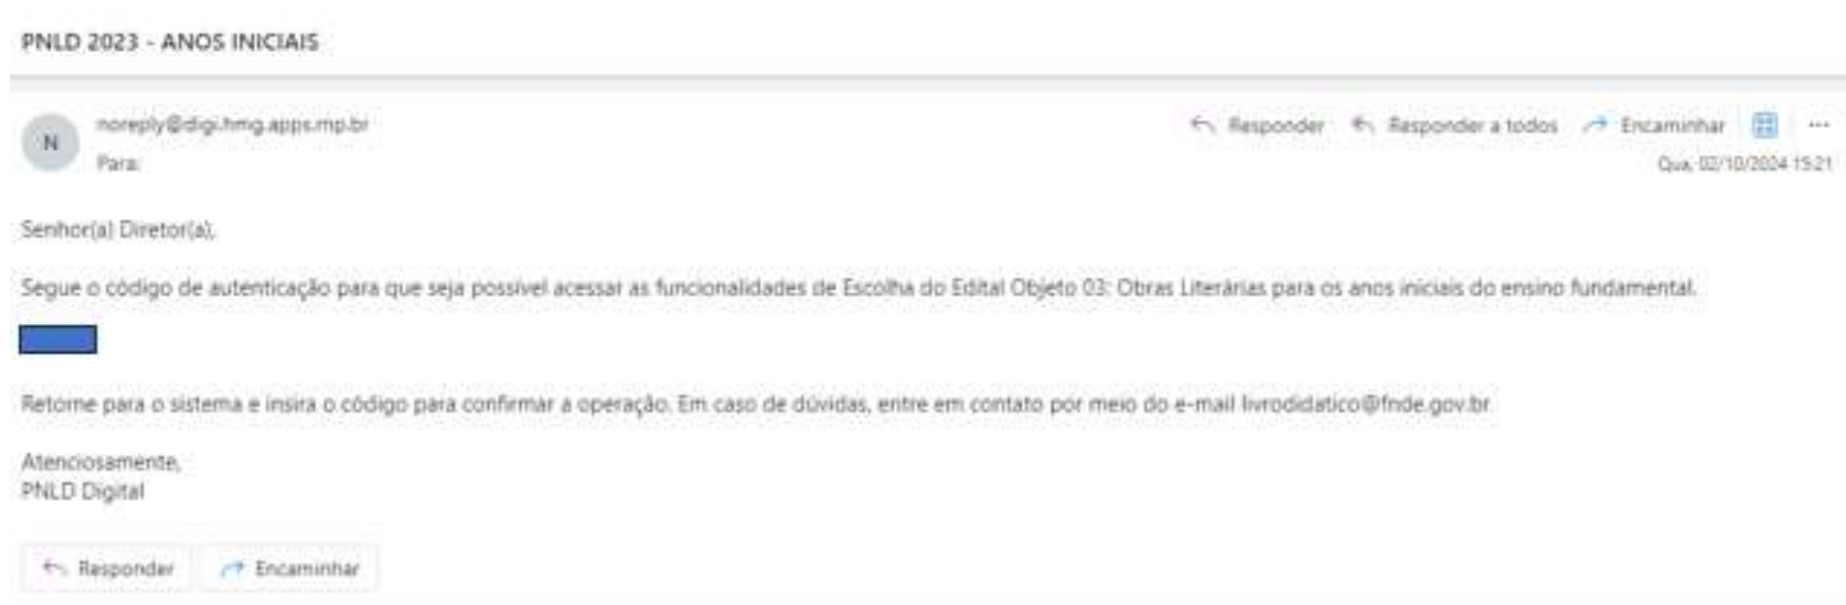 PNLD 2023 - ANOS INICIAIS
N
noreply@digi.hmg.apps.rnp.br
Responder
Responder a todos
Encaminhar
...
Para:
Qua, 02/10/2024 15:21
Senhor(a) Diretor(a),
Segue o código de autenticação para que seja possível acessar as funcionalidades de Escolha do Edital Objeto 03: Obras Literárias para os anos iniciais do ensino fundamental.
Retorne para o sistema e insira o código para confirmar a operação. Em caso de dúvidas, entre em contato por meio do e-mail livrodidatico@fnde.gov.br
Atenciosamente,
PNLD Digital
Responder
Encaminhar